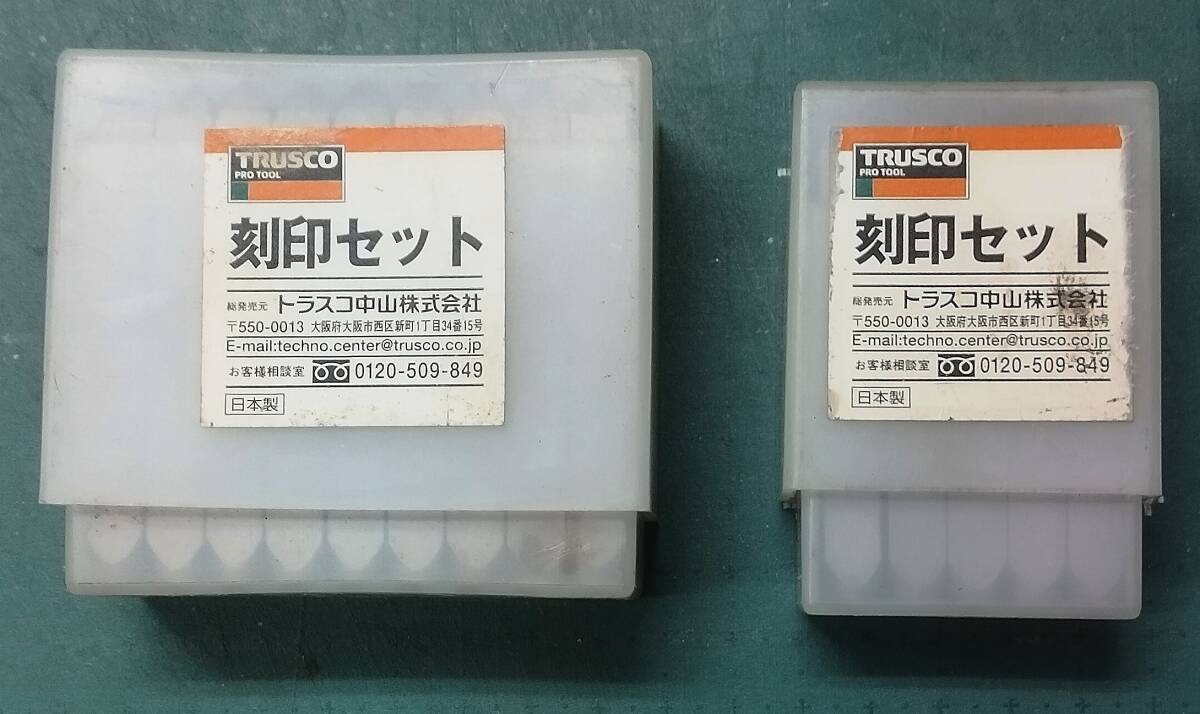 TRUSCO
PRO TOOL
刻印セット
総発売元 トラスコ中山株式会社
〒550-0013 大阪府大阪市西区新町1丁目34番15号
E-mail:techno.center@trusco.co.jp
お客様相談室 0120-509-849
日本製
TRUSCO
PRO TOOL
刻印セット
総発売元 トラスコ中山株式会社
〒550-0013 大阪府大阪市西区新町1丁目34番15号
E-mail:techno.center@trusco.co.jp
お客様相談室 0120-509-849
日本製